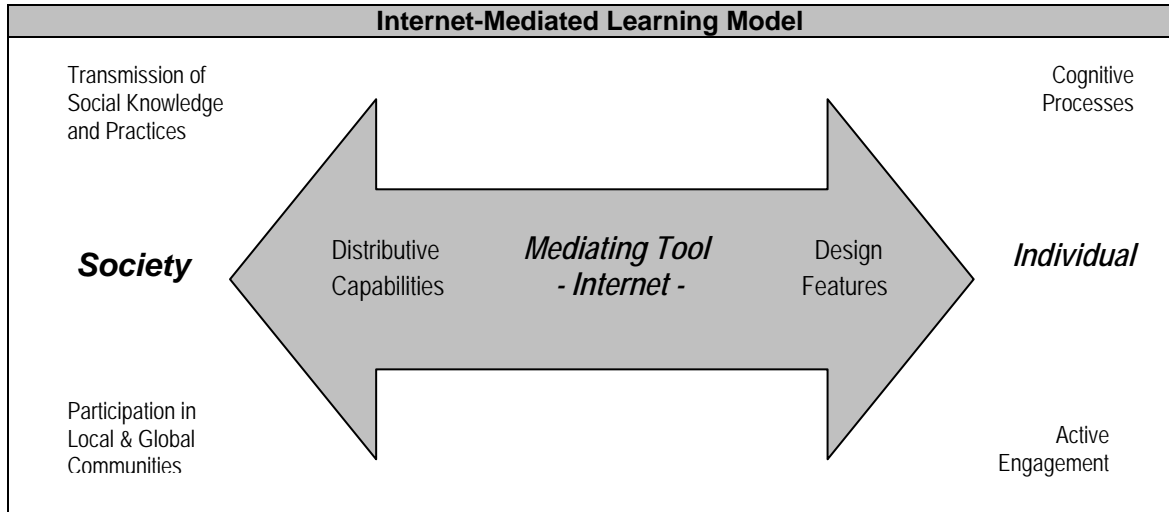 Internet-Mediated Learning Model
Transmission of
Social Knowledge
and Practices
Cognitive
Processes
Society
Distributive
Capabilities
Mediating Tool
- Internet -
Design
Features
Individual
Participation in
Local & Global
Communities
Active
Engagement